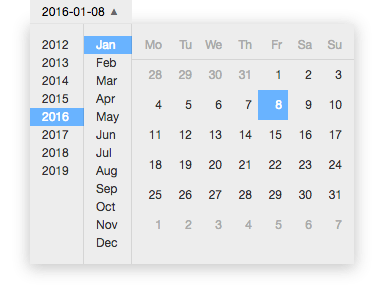 2016-01-08 ▲
2012
2013
2014
2015
2016
2017
2018
2019
Jan
Feb
Mar
Apr
May
Jun
Jul
Aug
Sep
Oct
Nov
Dec
Mo Tu We Th Fr Sa Su
28 29 30 31 1 2 3
4 5 6 7 8 9 10
11 12 13 14 15 16 17
18 19 20 21 22 23 24
25 26 27 28 29 30 31
1 2 3 4 5 6 7